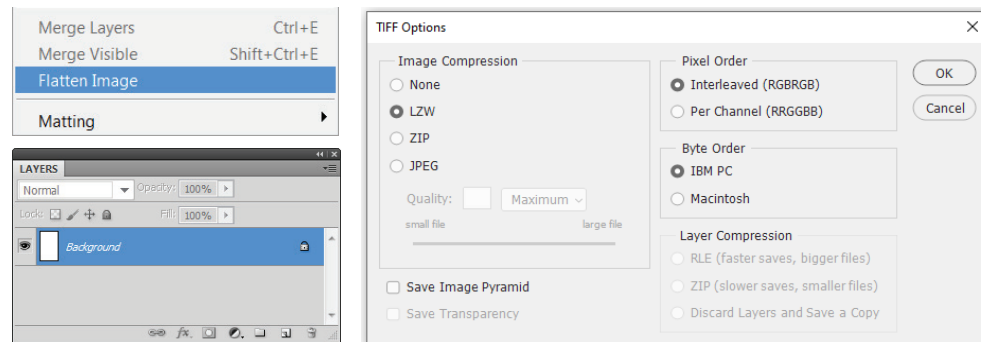 Merge Layers Ctrl+E
Merge Visible Shift+Ctrl+E
Flatten Image
Matting
LAYERS
Normal Opacity: 100%
Lock: Fill: 100%
Background
fx.
TIFF Options
Image Compression
None
LZW
ZIP
JPEG
Quality: Maximum
small file large file
Save Image Pyramid
Save Transparency
Pixel Order
Interleaved (RGBRGB)
Per Channel (RRGGBB)
Byte Order
IBM PC
Macintosh
Layer Compression
RLE (faster saves, bigger files)
ZIP (slower saves, smaller files)
Discard Layers and Save a Copy
OK
Cancel